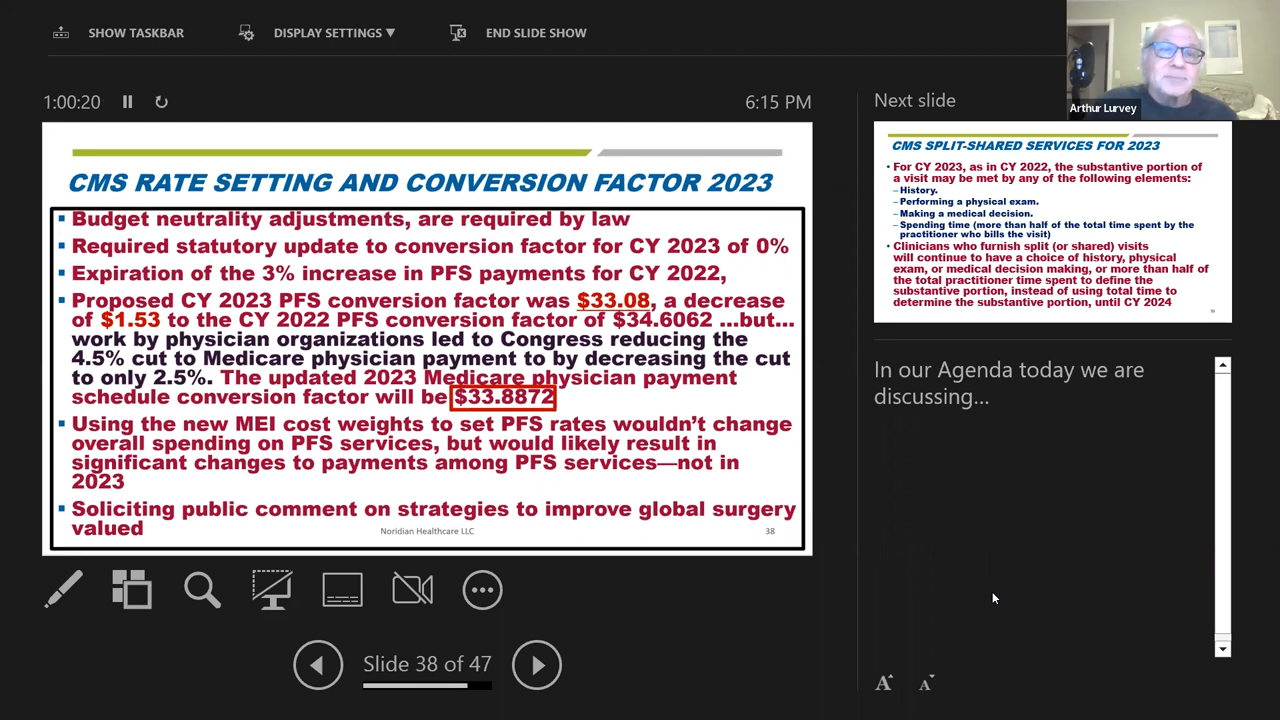 SHOW TASKBAR
DISPLAY SETTINGS ▼
END SLIDE SHOW
Arthur Lurvey
1:00:20
6:15 PM
CMS RATE SETTING AND CONVERSION FACTOR 2023
▪ Budget neutrality adjustments, are required by law
▪ Required statutory update to conversion factor for CY 2023 of 0%
▪ Expiration of the 3% increase in PFS payments for CY 2022,
▪ Proposed CY 2023 PFS conversion factor was $33.08, a decrease
of $1.53 to the CY 2022 PFS conversion factor of $34.6062 ...but...
work by physician organizations led to Congress reducing the
4.5% cut to Medicare physician payment to by decreasing the cut
to only 2.5%. The updated 2023 Medicare physician payment
schedule conversion factor will be $33.8872
▪ Using the new MEI cost weights to set PFS rates wouldn't change
overall spending on PFS services, but would likely result in
significant changes to payments among PFS services—not in
2023
▪ Soliciting public comment on strategies to improve global surgery
valued
Noridian Healthcare LLC
38
Slide 38 of 47
Next slide
CMS SPLIT-SHARED SERVICES FOR 2023
• For CY 2023, as in CY 2022, the substantive portion of
a visit may be met by any of the following elements:
– History.
– Performing a physical exam.
– Making a medical decision.
– Spending time (more than half of the total time spent by the
practitioner who bills the visit)
• Clinicians who furnish split (or shared) visits
will continue to have a choice of history, physical
exam, or medical decision making, or more than half of
the total practitioner time spent to define the
substantive portion, instead of using total time to
determine the substantive portion, until CY 2024
In our Agenda today we are
discussing...
A A